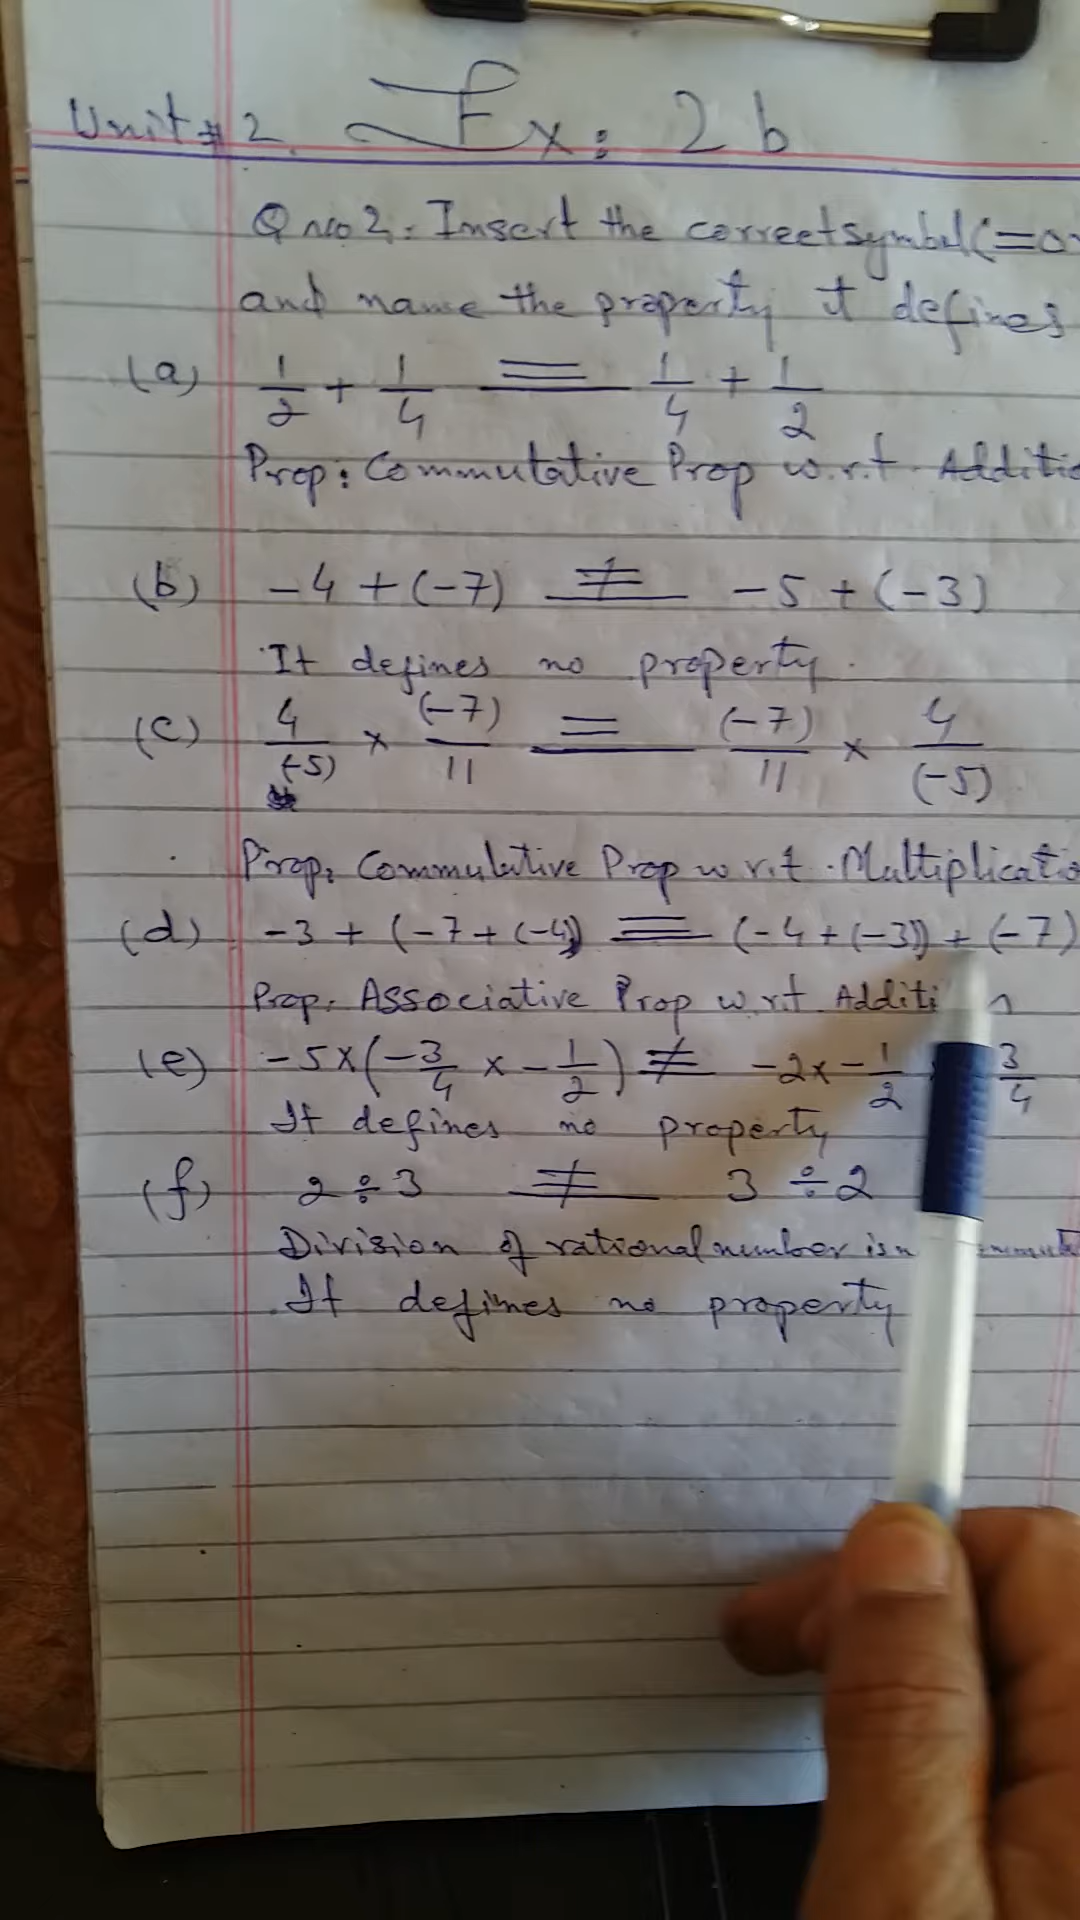 Unit # 2. Ex: 2 b
Q no 2. Insert the correct symbol (=
and name the property it defines
(a) 1/2 + 1/4 = 1/4 + 1/2
Prop: Commutative Prop w.r.t. Additio
(b) -4 + (-7) ≠ -5 + (-3)
It defines no property.
(c) 4/(-5) × (-7)/11 = (-7)/11 × 4/(-5)
Prop: Commulative Prop w r.t. Multiplicatio
(d) -3 + (-7 + (-4)) = (-4 + (-3)) + (-7)
Prop: Associative Prop w.r.t Additi n
(e) -5 × (-3/4 × -1/2) ≠ -2 × -1/2 3/4
It defines no property
(f) 2 ÷ 3 ≠ 3 ÷ 2
Division of rational number is
It defines no property